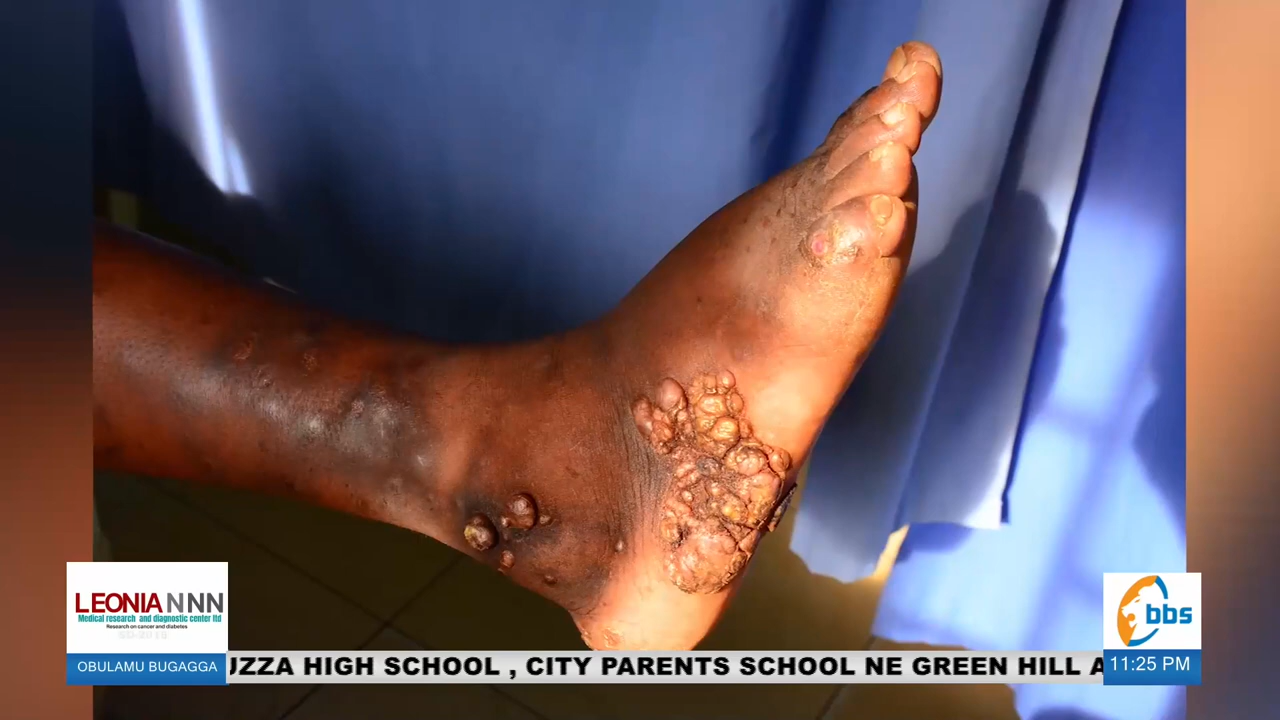 LEONIA NNN
Medical research and diagnostic center ltd
Research on cancer and diabetes
OBULAMU BUGAGGA
UZZA HIGH SCHOOL , CITY PARENTS SCHOOL NE GREEN HILL A
bbs
11:25 PM